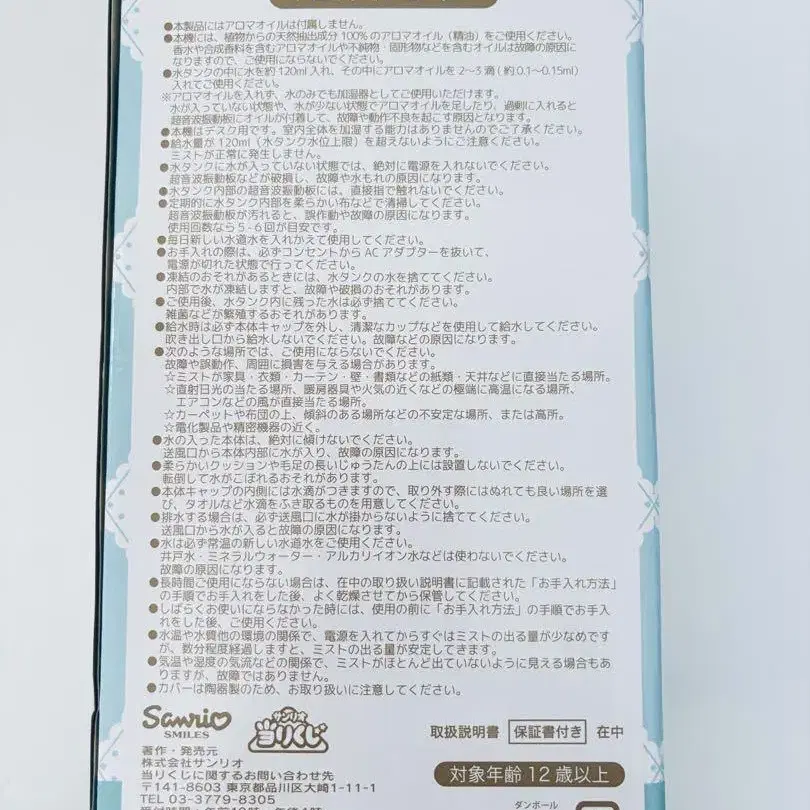 ●本製品にはアロマオイルは付属しません。
●本機には、植物からの天然抽出成分100%のアロマオイル(精油)をご使用ください。
香水や合成香料を含むアロマオイルや不純物・固形物などを含むオイルは故障の原因に
なりますので、ご使用にならないでください。
●水タンクの中に水を約120ml入れ、その中にアロマオイルを2〜3滴(約0.1〜0.15ml)
入れてご使用ください。
※アロマオイルを入れず、水のみでも加湿器としてご使用いただけます。
水が入っていない状態や、水が少ない状態でアロマオイルを足したり、過剰に入れると
超音波振動板にオイルが付着して、故障や動作不良を起こす原因となります。
●本機はデスク用です。室内全体を加湿する能力はありませんのでご了承ください。
●給水量が120ml(水タンク水位上限)を超えないようにご注意ください。
ミストが正常に発生しません。
●水タンクに水が入っていない状態では、絶対に電源を入れないでください。
超音波振動板などが破損し、故障や水もれの原因になります。
●水タンク内部の超音波振動板には、直接指で触れないでください。
●定期的に水タンク内部を柔らかい布などで清掃してください。
超音波振動板が汚れると、誤作動や故障の原因になります。
使用回数なら5-6回が目安です。
●毎日新しい水道水を入れかえて使用してください。
●お手入れの際は、必ずコンセントからACアダプターを抜いて、
電源が切れた状態で行ってください。
●凍結のおそれがあるときには、水タンクの水を捨ててください。
内部で水が凍結しますと、故障や破損のおそれがあります。
●ご使用後、水タンク内に残った水は必ず捨ててください。
雑菌などが繁殖するおそれがあります。
●給水時は必ず本体キャップを外し、清潔なカップなどを使用して給水してください。
吹き出し口から給水しないでください。故障などの原因になります。
●次のような場所では、ご使用にならないでください。
故障や誤動作、周囲に損害を与える場合があります。
☆ミストが家具・衣類・カーテン・壁・書類などの紙類・天井などに直接当たる場所。
☆直射日光の当たる場所、暖房器具や火気の近くなどの極端に高温になる場所、
エアコンなどの風が直接当たる場所。
☆カーペットや布団の上、傾斜のある場所などの不安定な場所、または高所。
☆電化製品や精密機器の近く。
●水の入った本体は、絶対に傾けないでください。
送風口から本体内部に水が入り、故障の原因になります。
●柔らかいクッションや毛足の長いじゅうたんの上には設置しないでください。
転倒して水がこぼれるおそれがあります。
●本体キャップの内側には水滴がつきますので、取り外す際にはぬれても良い場所を選
び、タオルなど水滴をふき取るものを用意してください。
●排水する場合は、必ず送風口に水が掛からないように捨ててください。
送風口から水が入ると故障の原因になります。
●水は必ず常温の新しい水道水をご使用ください。
井戸水・ミネラルウォーター・アルカリイオン水などは使わないでください。
故障の原因になります。
●長時間ご使用にならない場合は、在中の取り扱い説明書に記載された「お手入れ方法」
の手順でお手入れをした後、よく乾燥させてから保管してください。
●しばらくお使いにならなかった時には、使用の前に「お手入れ方法」の手順でお手入
れをした後、ご使用ください。
●水温や水質他の環境の関係で、電源を入れてからすぐはミストの出る量が少なめです
が、数分程度経過しますと、ミストの出る量が安定してきます。
●気温や湿度の気流などの関係で、ミストがほとんど出ていないように見える場合もあ
りますが、故障ではありません。
●カバーは陶器製のため、お取り扱いに注意してください。
Sanrio
SMILES
サンリオ
当りくじ
取扱説明書 保証書付き 在中
著作・発売元
株式会社サンリオ
当りくじに関するお問い合わせ先
〒141-8603 東京都品川区大崎1-11-1
TEL 03-3779-8305
対象年齢12歳以上
ダンボール